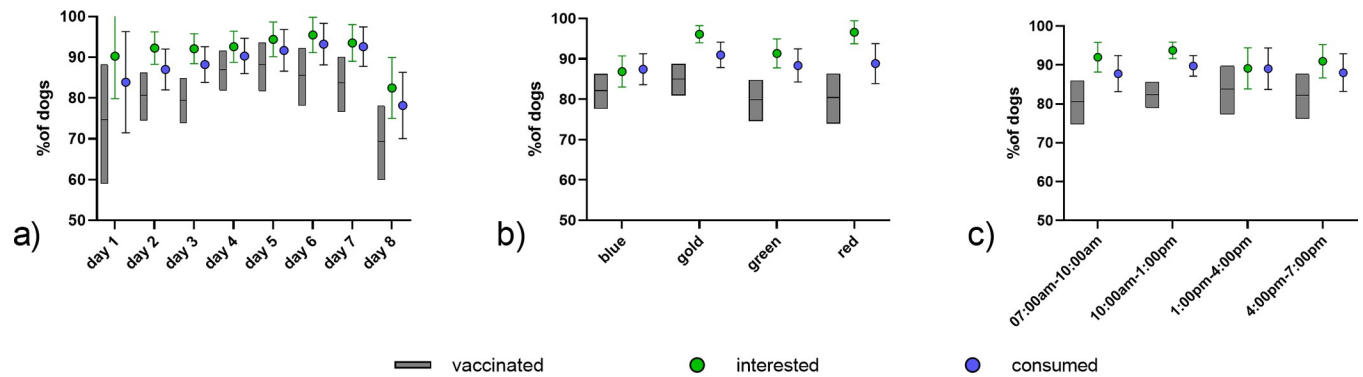 %of dogs
100
90
80
70
60
50
day 1
day 2
day 3
day 4
day 5
day 6
day 7
day 8
a)
%of dogs
100
90
80
70
60
50
blue
gold
green
red
b)
%of dogs
100
90
80
70
60
50
07:00am-10:00am
10:00am-1:00pm
1:00pm-4:00pm
4:00pm-7:00pm
c)
vaccinated interested consumed